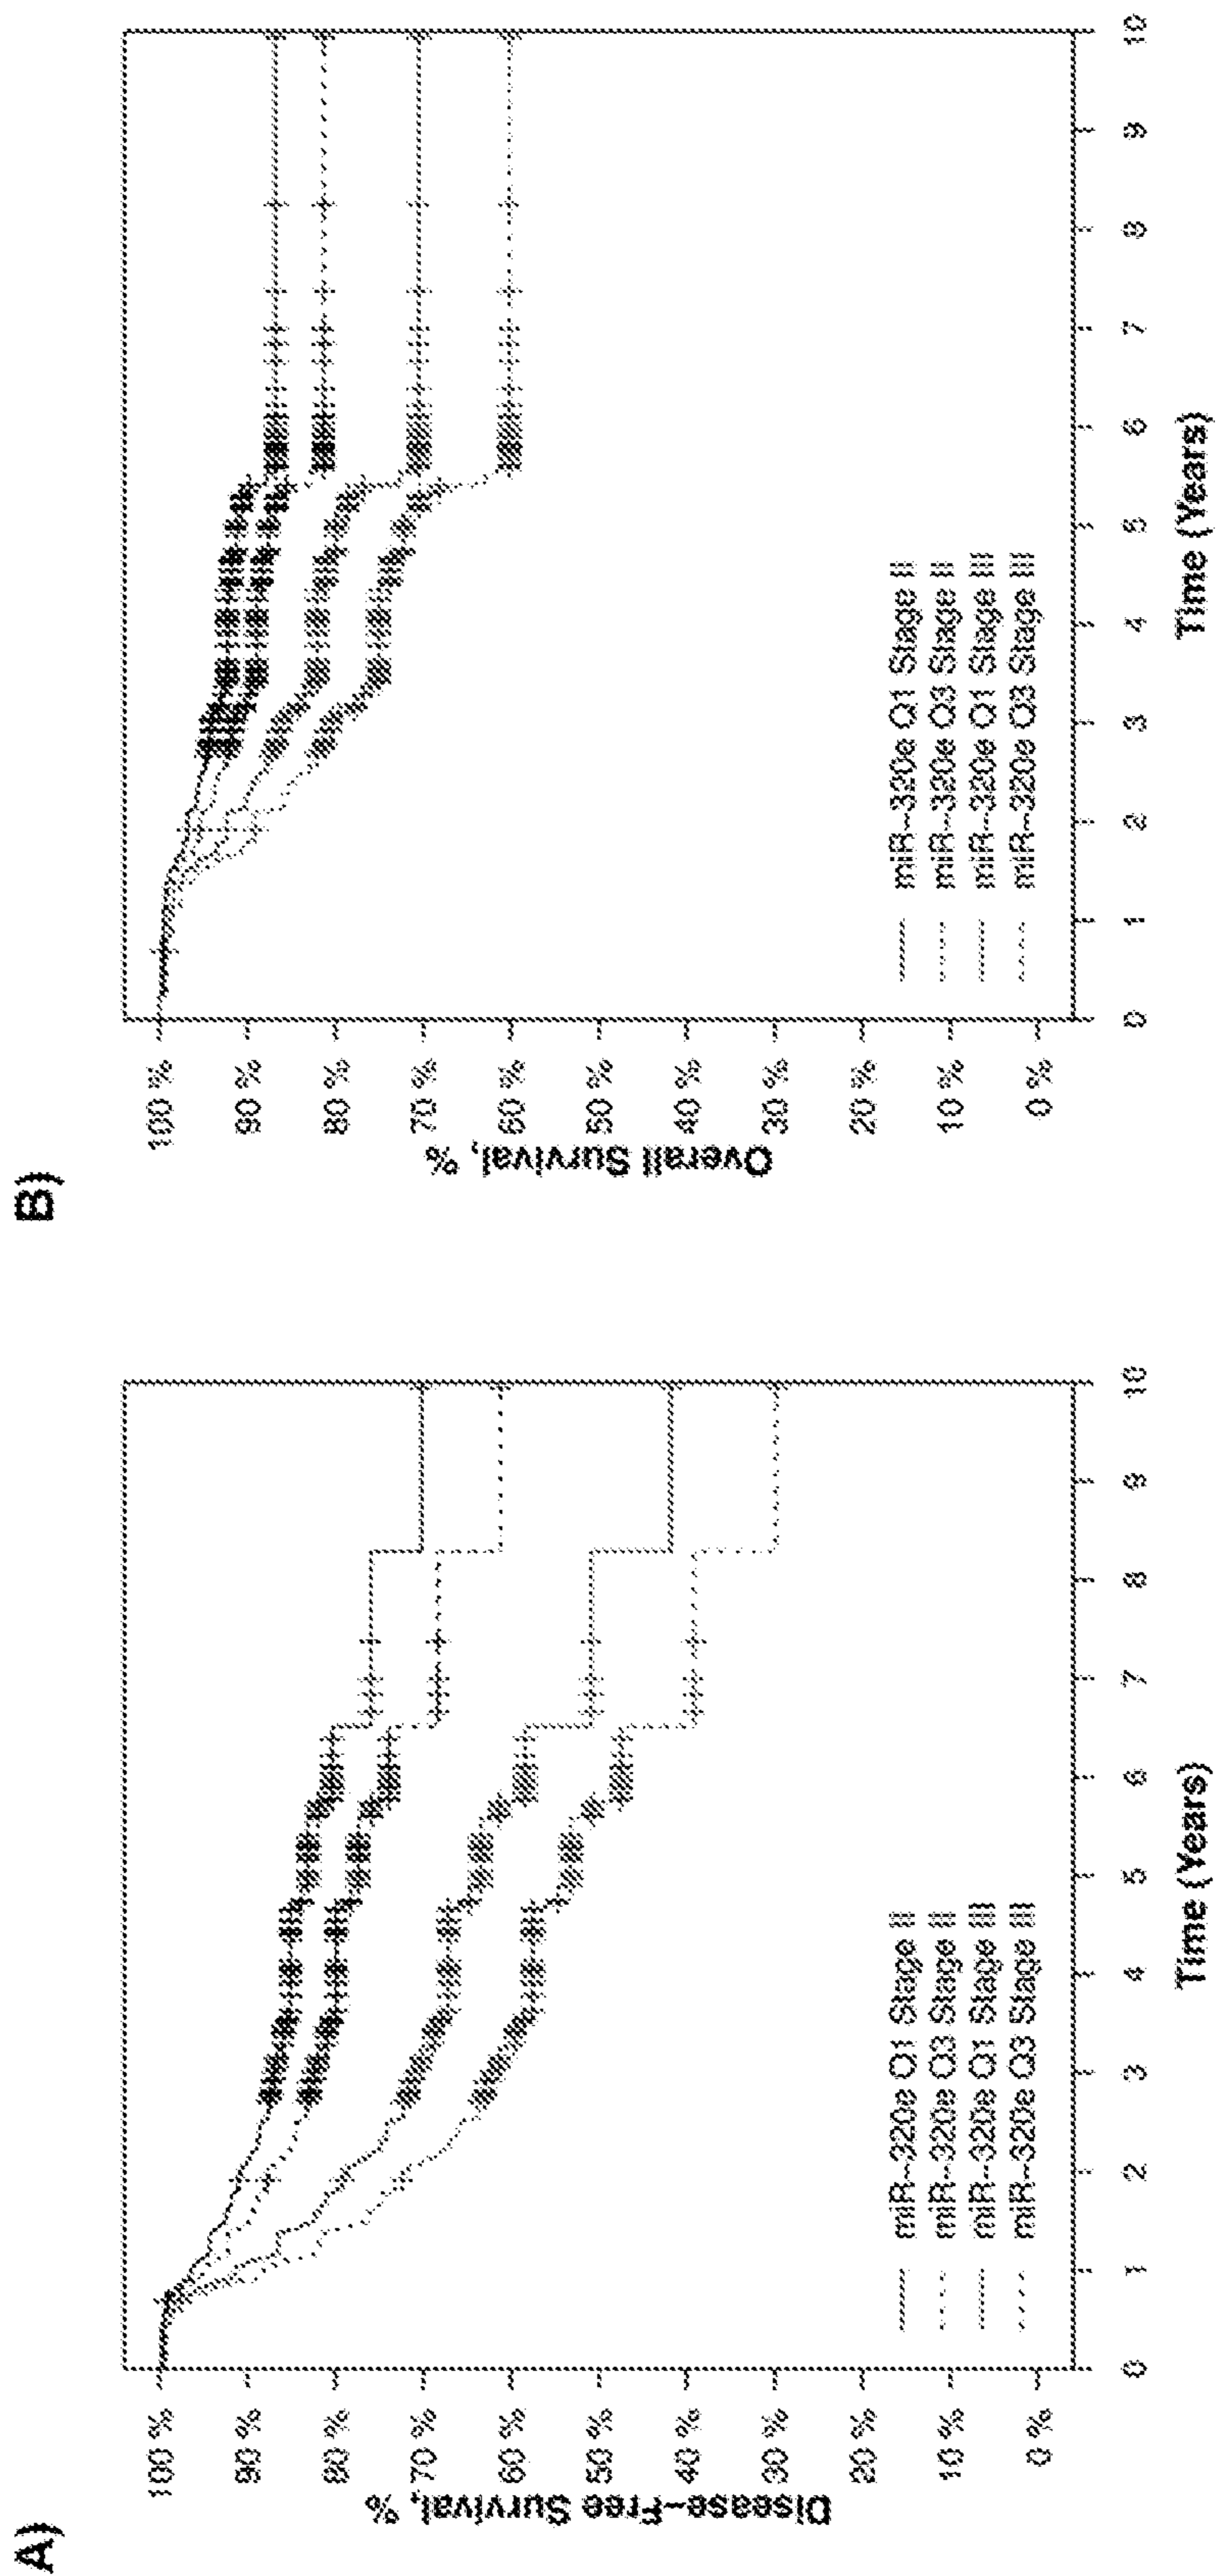 A)
Disease-Free Survival, %
100 %
90 %
80 %
70 %
60 %
50 %
40 %
30 %
20 %
10 %
0 %
miR-320e Q1 Stage II
miR-320e Q3 Stage II
miR-320e Q1 Stage III
miR-320e Q3 Stage III
0 1 2 3 4 5 6 7 8 9 10
Time (Years)
B)
Overall Survival, %
100 %
90 %
80 %
70 %
60 %
50 %
40 %
30 %
20 %
10 %
0 %
miR-320e Q1 Stage II
miR-320e Q3 Stage II
miR-320e Q1 Stage III
miR-320e Q3 Stage III
0 1 2 3 4 5 6 7 8 9 10
Time (Years)